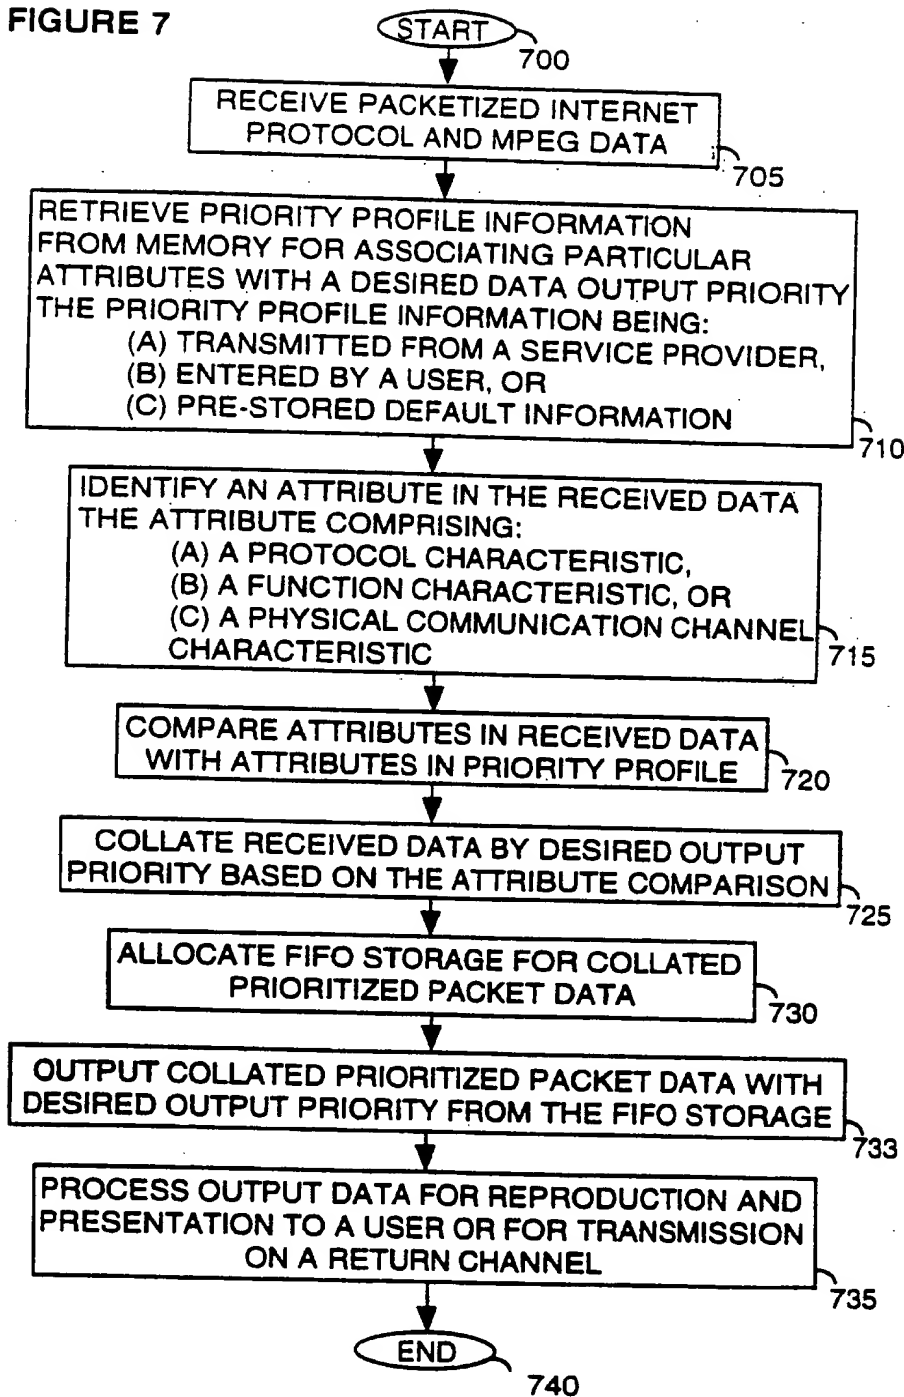 FIGURE 7
START
700
RECEIVE PACKETIZED INTERNET
PROTOCOL AND MPEG DATA
705
RETRIEVE PRIORITY PROFILE INFORMATION
FROM MEMORY FOR ASSOCIATING PARTICULAR
ATTRIBUTES WITH A DESIRED DATA OUTPUT PRIORITY
THE PRIORITY PROFILE INFORMATION BEING:
(A) TRANSMITTED FROM A SERVICE PROVIDER,
(B) ENTERED BY A USER, OR
(C) PRE-STORED DEFAULT INFORMATION
710
IDENTIFY AN ATTRIBUTE IN THE RECEIVED DATA
THE ATTRIBUTE COMPRISING:
(A) A PROTOCOL CHARACTERISTIC,
(B) A FUNCTION CHARACTERISTIC, OR
(C) A PHYSICAL COMMUNICATION CHANNEL
CHARACTERISTIC
715
COMPARE ATTRIBUTES IN RECEIVED DATA
WITH ATTRIBUTES IN PRIORITY PROFILE
720
COLLATE RECEIVED DATA BY DESIRED OUTPUT
PRIORITY BASED ON THE ATTRIBUTE COMPARISON
725
ALLOCATE FIFO STORAGE FOR COLLATED
PRIORITIZED PACKET DATA
730
OUTPUT COLLATED PRIORITIZED PACKET DATA WITH
DESIRED OUTPUT PRIORITY FROM THE FIFO STORAGE
733
PROCESS OUTPUT DATA FOR REPRODUCTION AND
PRESENTATION TO A USER OR FOR TRANSMISSION
ON A RETURN CHANNEL
735
END
740